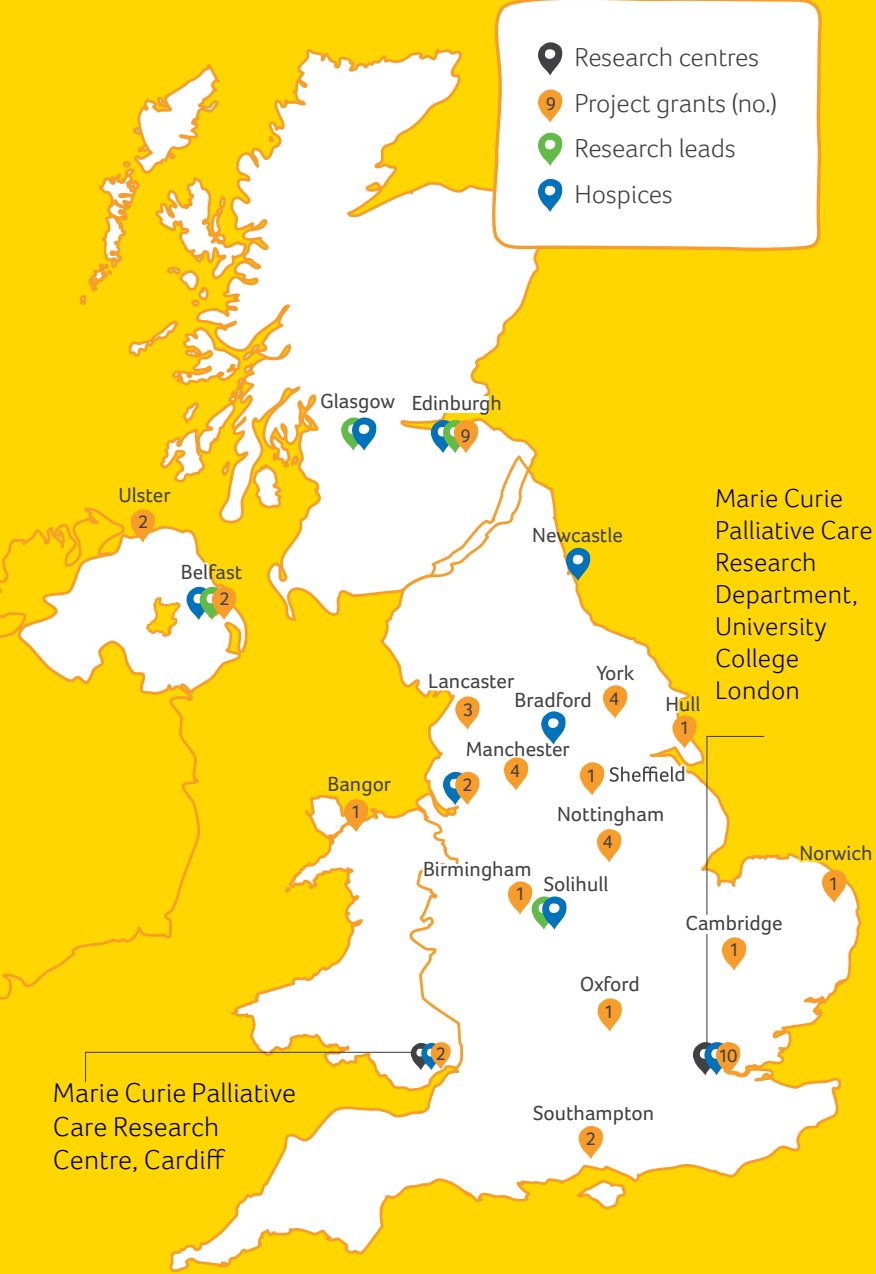 Research centres
9 Project grants (no.)
Research leads
Hospices
Glasgow
Edinburgh
9
Ulster
2
Marie Curie
Palliative Care
Research
Department,
University
College
London
Newcastle
Belfast
2
Lancaster
3
Bradford
York
4
Hull
1
Manchester
4
2
1 Sheffield
Bangor
1
Nottingham
4
Birmingham
1
Solihull
Norwich
1
Cambridge
1
Oxford
1
2
10
Marie Curie Palliative
Care Research
Centre, Cardiff
Southampton
2